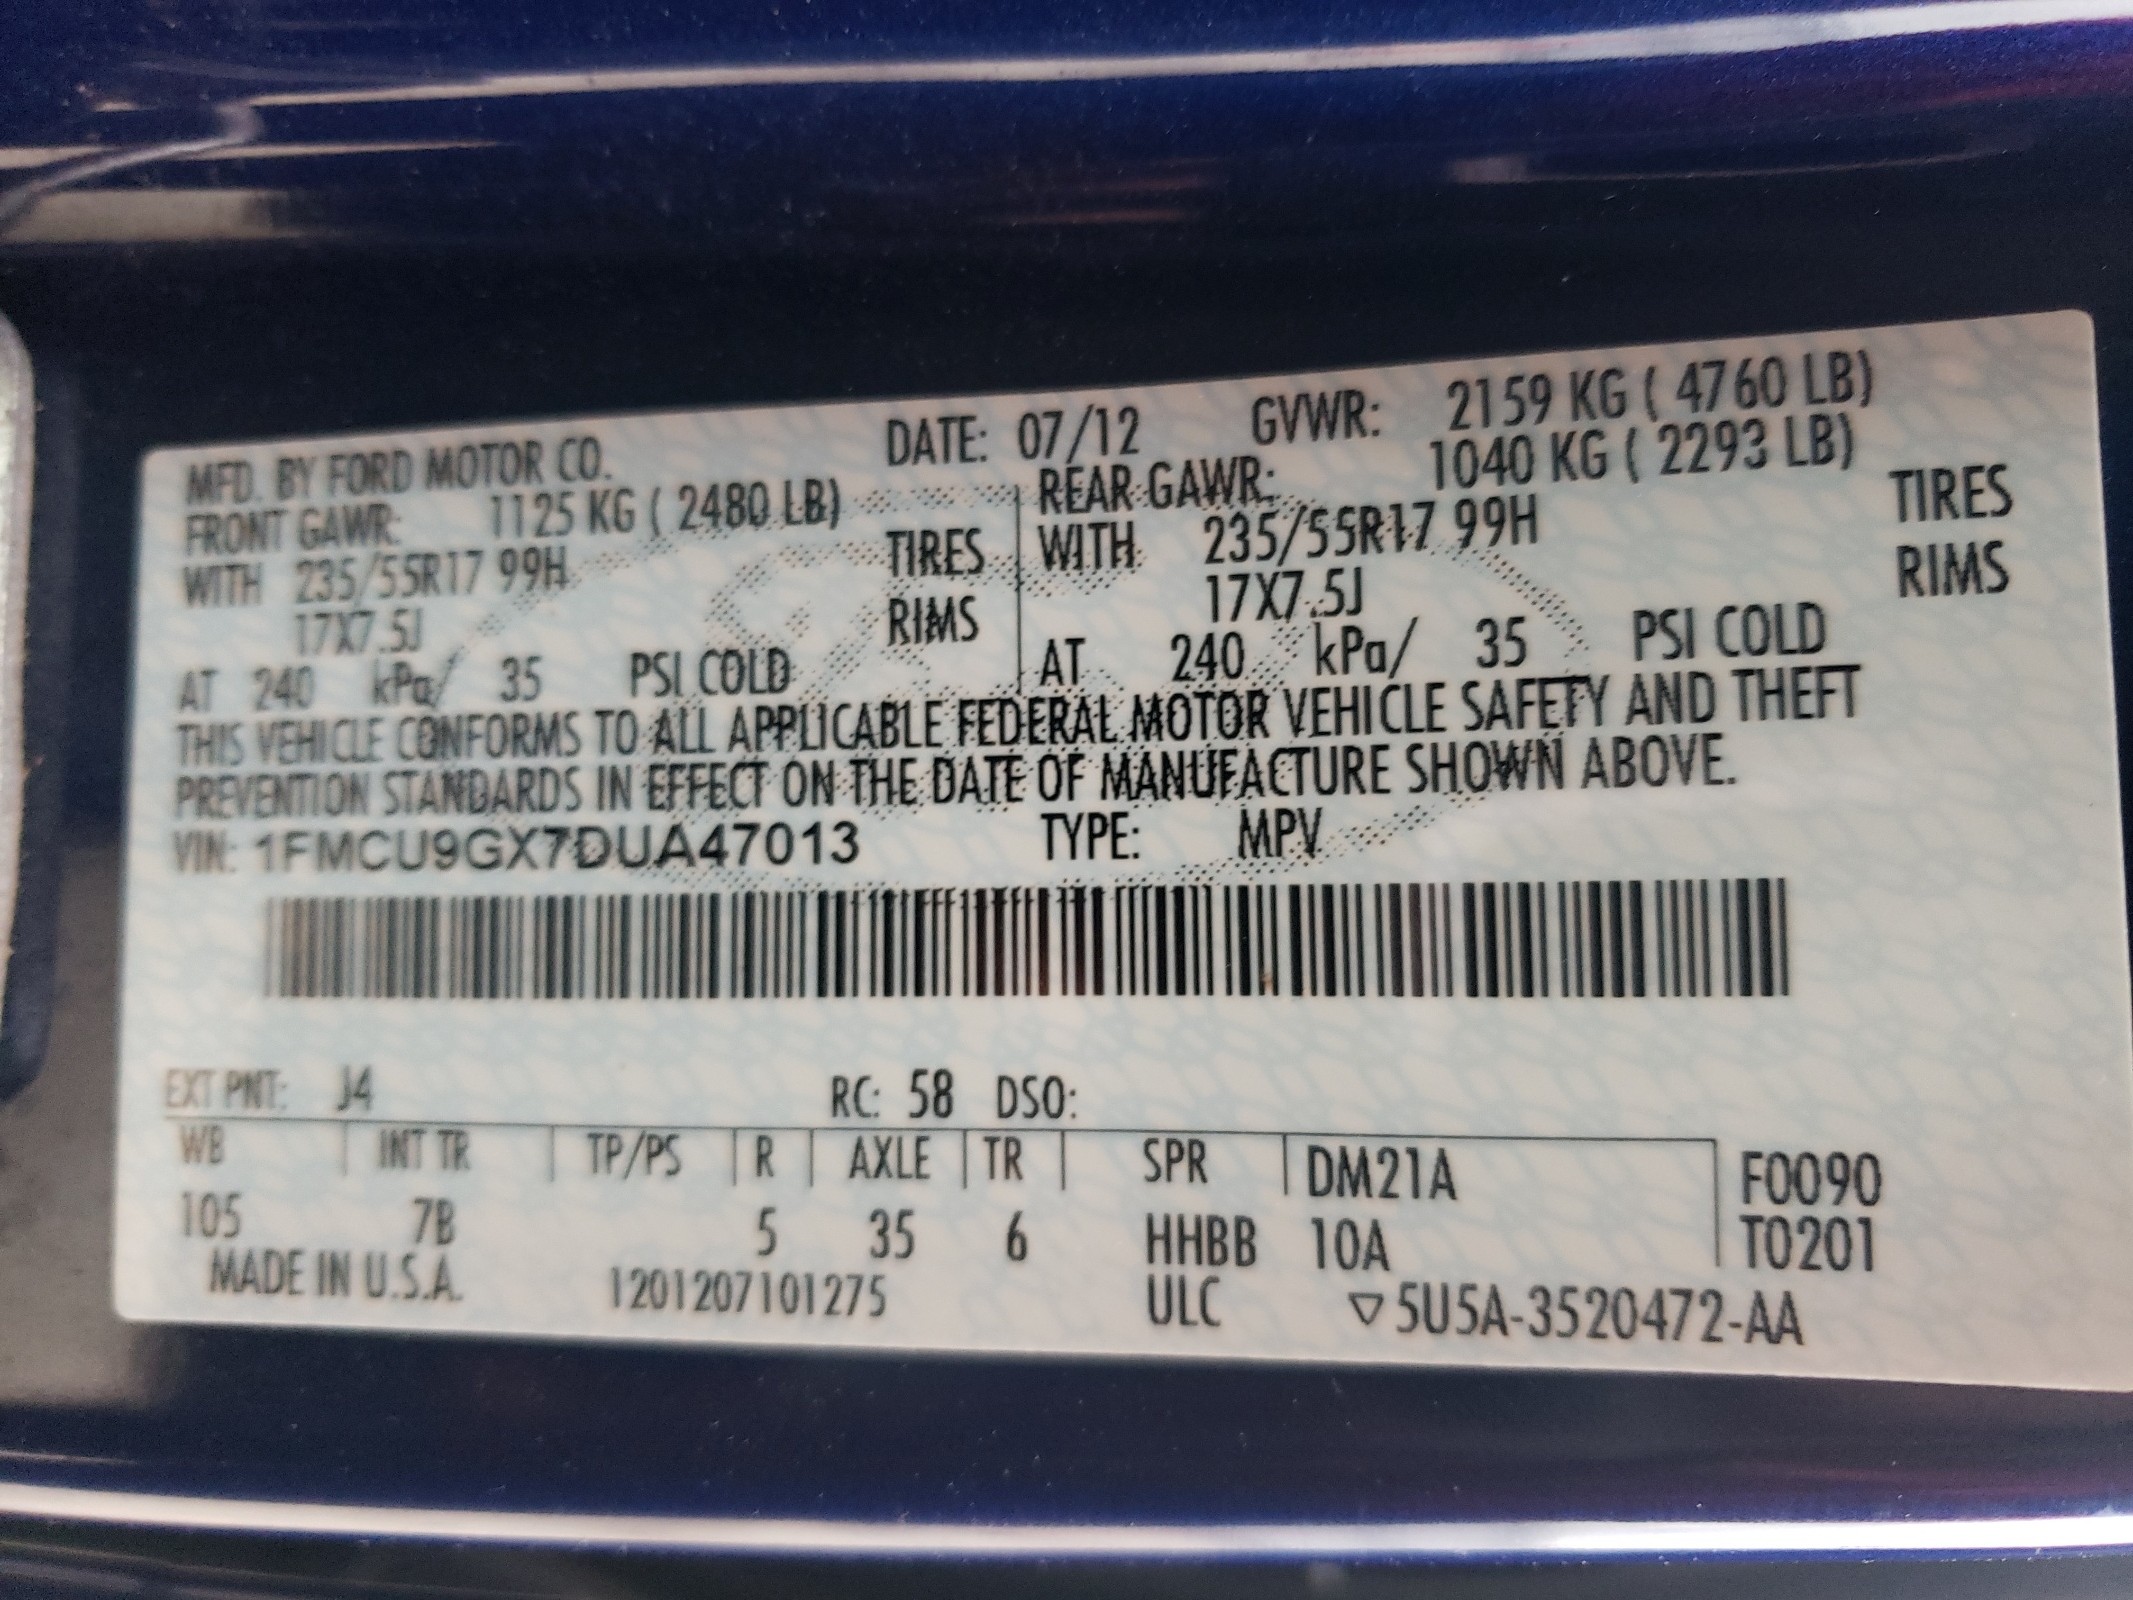 MFD. BY FORD MOTOR CO. DATE: 07/12 GVWR: 2159 KG ( 4760 LB)
FRONT GAWR: 1125 KG ( 2480 LB) REAR GAWR: 1040 KG ( 2293 LB)
WITH 235/55R17 99H TIRES WITH 235/55R17 99H TIRES
17X7.5J RIMS 17X7.5J RIMS
AT 240 kPa/ 35 PSI COLD AT 240 kPa/ 35 PSI COLD
THIS VEHICLE CONFORMS TO ALL APPLICABLE FEDERAL MOTOR VEHICLE SAFETY AND THEFT
PREVENTION STANDARDS IN EFFECT ON THE DATE OF MANUFACTURE SHOWN ABOVE.
VIN: 1FMCU9GX7DUA47013 TYPE: MPV
EXT PNT: J4 RC: 58 DSO:
WB INT TR TP/PS R AXLE TR SPR DM21A F0090
105 7B 5 35 6 HHBB 10A T0201
MADE IN U.S.A. 1201207101275 ULC ▽5U5A-3520472-AA